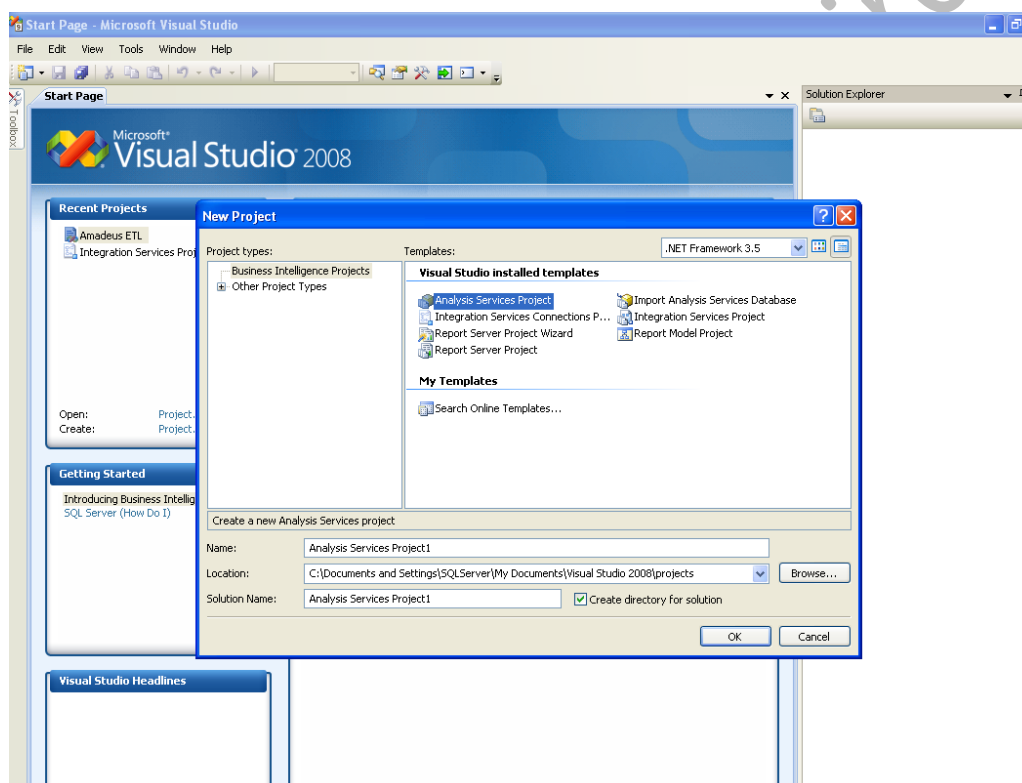 Start Page - Microsoft Visual Studio
File Edit View Tools Window Help
Toolbox
Start Page
Solution Explorer
Microsoft®
Visual Studio® 2008
Recent Projects
Amadeus ETL
Integration Services Proj
Open: Project.
Create: Project.
Getting Started
Introducing Business Intellig
SQL Server (How Do I)
Visual Studio Headlines
New Project
Project types:
Templates:
.NET Framework 3.5
Business Intelligence Projects
Other Project Types
Visual Studio installed templates
Analysis Services Project
Import Analysis Services Database
Integration Services Connections P...
Integration Services Project
Report Server Project Wizard
Report Model Project
Report Server Project
My Templates
Search Online Templates...
Create a new Analysis Services project
Name: Analysis Services Project1
Location: C:\Documents and Settings\SQLServer\My Documents\Visual Studio 2008\projects Browse...
Solution Name: Analysis Services Project1 Create directory for solution
OK Cancel